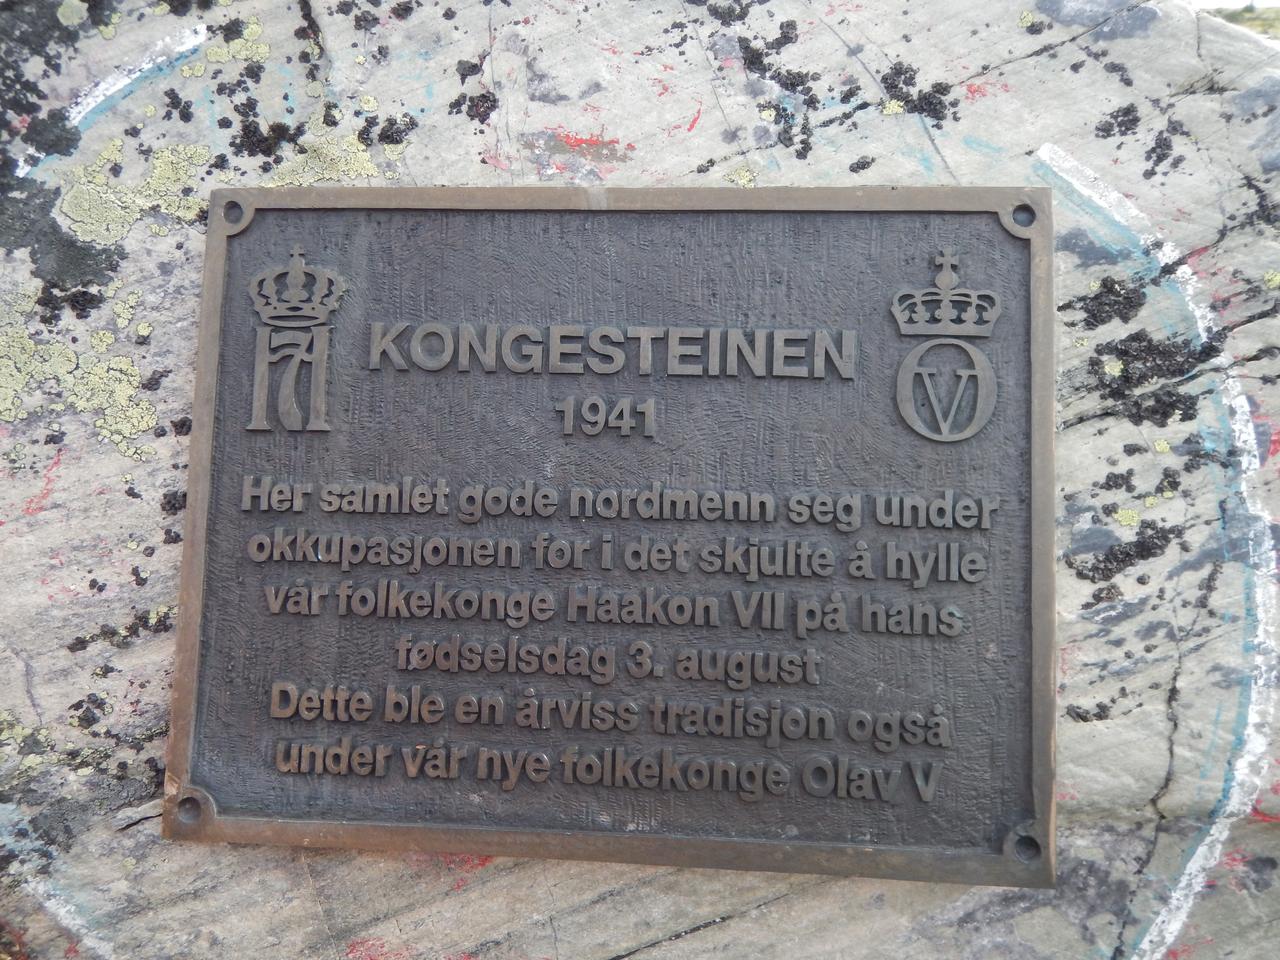 KONGESTEINEN
1941
Her samlet gode nordmenn seg under
okkupasjonen for i det skjulte å hylle
vår folkekonge Haakon VII på hans
fødselsdag 3. august
Dette ble en årviss tradisjon også
under vår nye folkekonge Olav V